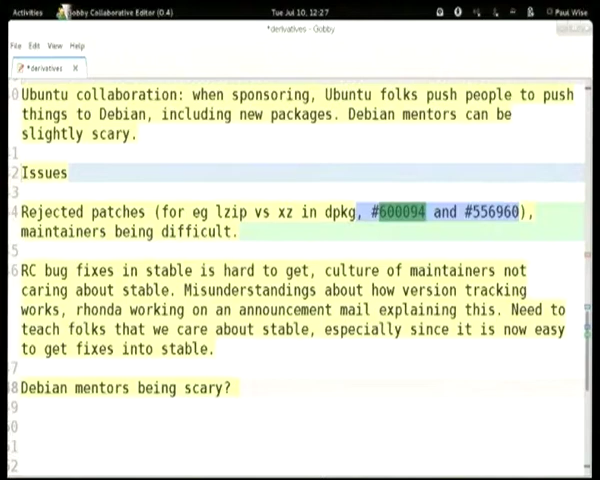 Activities
Gobby Collaborative Editor (0.4)
Tue Jul 10, 12:27
Paul Wise
*derivatives - Gobby
File Edit View Help
*derivatives X
0 Ubuntu collaboration: when sponsoring, Ubuntu folks push people to push
things to Debian, including new packages. Debian mentors can be
slightly scary.
1
2 Issues
3
4 Rejected patches (for eg lzip vs xz in dpkg, #600094 and #556960),
maintainers being difficult.
5
6 RC bug fixes in stable is hard to get, culture of maintainers not
caring about stable. Misunderstandings about how version tracking
works, rhonda working on an announcement mail explaining this. Need to
teach folks that we care about stable, especially since it is now easy
to get fixes into stable.
7
8 Debian mentors being scary?
9
0
1
2